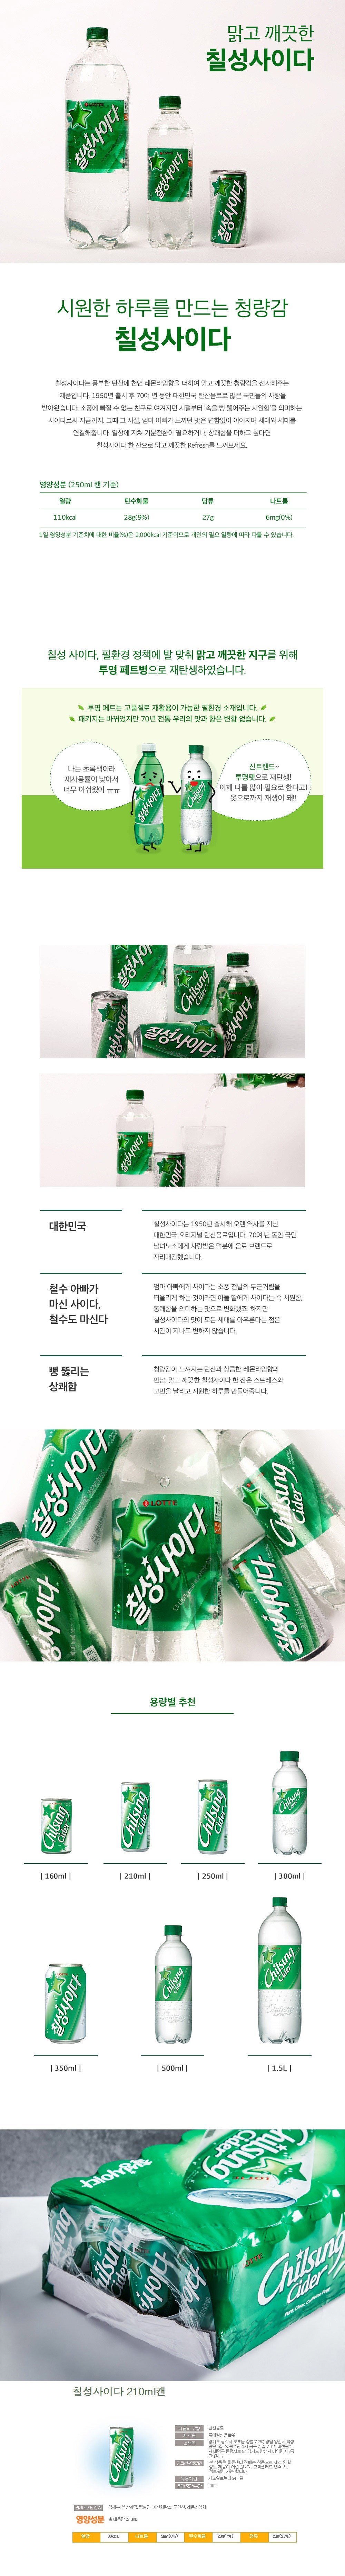 맑고 깨끗한
칠성사이다
LOTTE
칠성사이다
칠성사이다
칠성사이다
시원한 하루를 만드는 청량감
칠성사이다
칠성사이다는 풍부한 탄산에 천연 레몬라임향을 더하여 맑고 깨끗한 청량감을 선사해주는
제품입니다. 1950년 출시 후 70여 년 동안 대한민국 탄산음료로 많은 국민들의 사랑을
받아왔습니다. 소풍에 빠질 수 없는 친구로 여겨지던 시절부터 '속을 뻥 뚫어주는 시원함'을 의미하는
사이다로써 지금까지. 그때 그 시절, 엄마 아빠가 느끼던 맛은 변함없이 이어지며 세대와 세대를
연결해줍니다. 일상에 지쳐 기분전환이 필요하거나, 상쾌함을 더하고 싶다면
칠성사이다 한 잔으로 맑고 깨끗한 Refresh를 느껴보세요.
영양성분 (250ml 캔 기준)
열량 탄수화물 당류 나트륨
110kcal 28g(9%) 27g 6mg(0%)
1일 영양성분 기준치에 대한 비율(%)은 2,000kcal 기준이므로 개인의 필요 열량에 따라 다를 수 있습니다.
칠성 사이다, 필환경 정책에 발 맞춰 맑고 깨끗한 지구를 위해
투명 페트병으로 재탄생하였습니다.
투명 페트는 고품질로 재활용이 가능한 필환경 소재입니다.
패키지는 바뀌었지만 70년 전통 우리의 맛과 향은 변함 없습니다.
나는 초록색이라
재사용률이 낮아서
너무 아쉬웠어 ㅠㅠ
신트랜드~
투명팻으로 재탄생!
이제 나를 많이 필요로 한다고!
옷으로까지 재생이 돼!!
칠성사이다
Chilsung Cider
대한민국
칠성사이다는 1950년 출시해 오랜 역사를 지닌
대한민국 오리지널 탄산음료입니다. 70여 년 동안 국민
남녀노소에게 사랑받은 덕분에 음료 브랜드로
자리매김했습니다.
철수 아빠가
마신 사이다,
철수도 마신다
엄마 아빠에게 사이다는 소풍 전날의 두근거림을
떠올리게 하는 것이라면 아들 딸에게 사이다는 속 시원함,
통쾌함을 의미하는 맛으로 변화했죠. 하지만
칠성사이다의 맛이 모든 세대를 아우른다는 점은
시간이 지나도 변하지 않습니다.
뻥 뚫리는
상쾌함
청량감이 느껴지는 탄산과 상큼한 레몬라임향의
만남. 맑고 깨끗한 칠성사이다 한 잔은 스트레스와
고민을 날리고 시원한 하루를 만들어줍니다.
LOTTE
칠성사이다
Chilsung Cider
용량별 추천
| 160ml | | 210ml | | 250ml | | 300ml |
| 350ml | | 500ml | | 1.5L |
칠성사이다
Chilsung Cider
칠성사이다 210ml캔
탄산음료
영양성분
열량 나트륨 탄수화물 당류